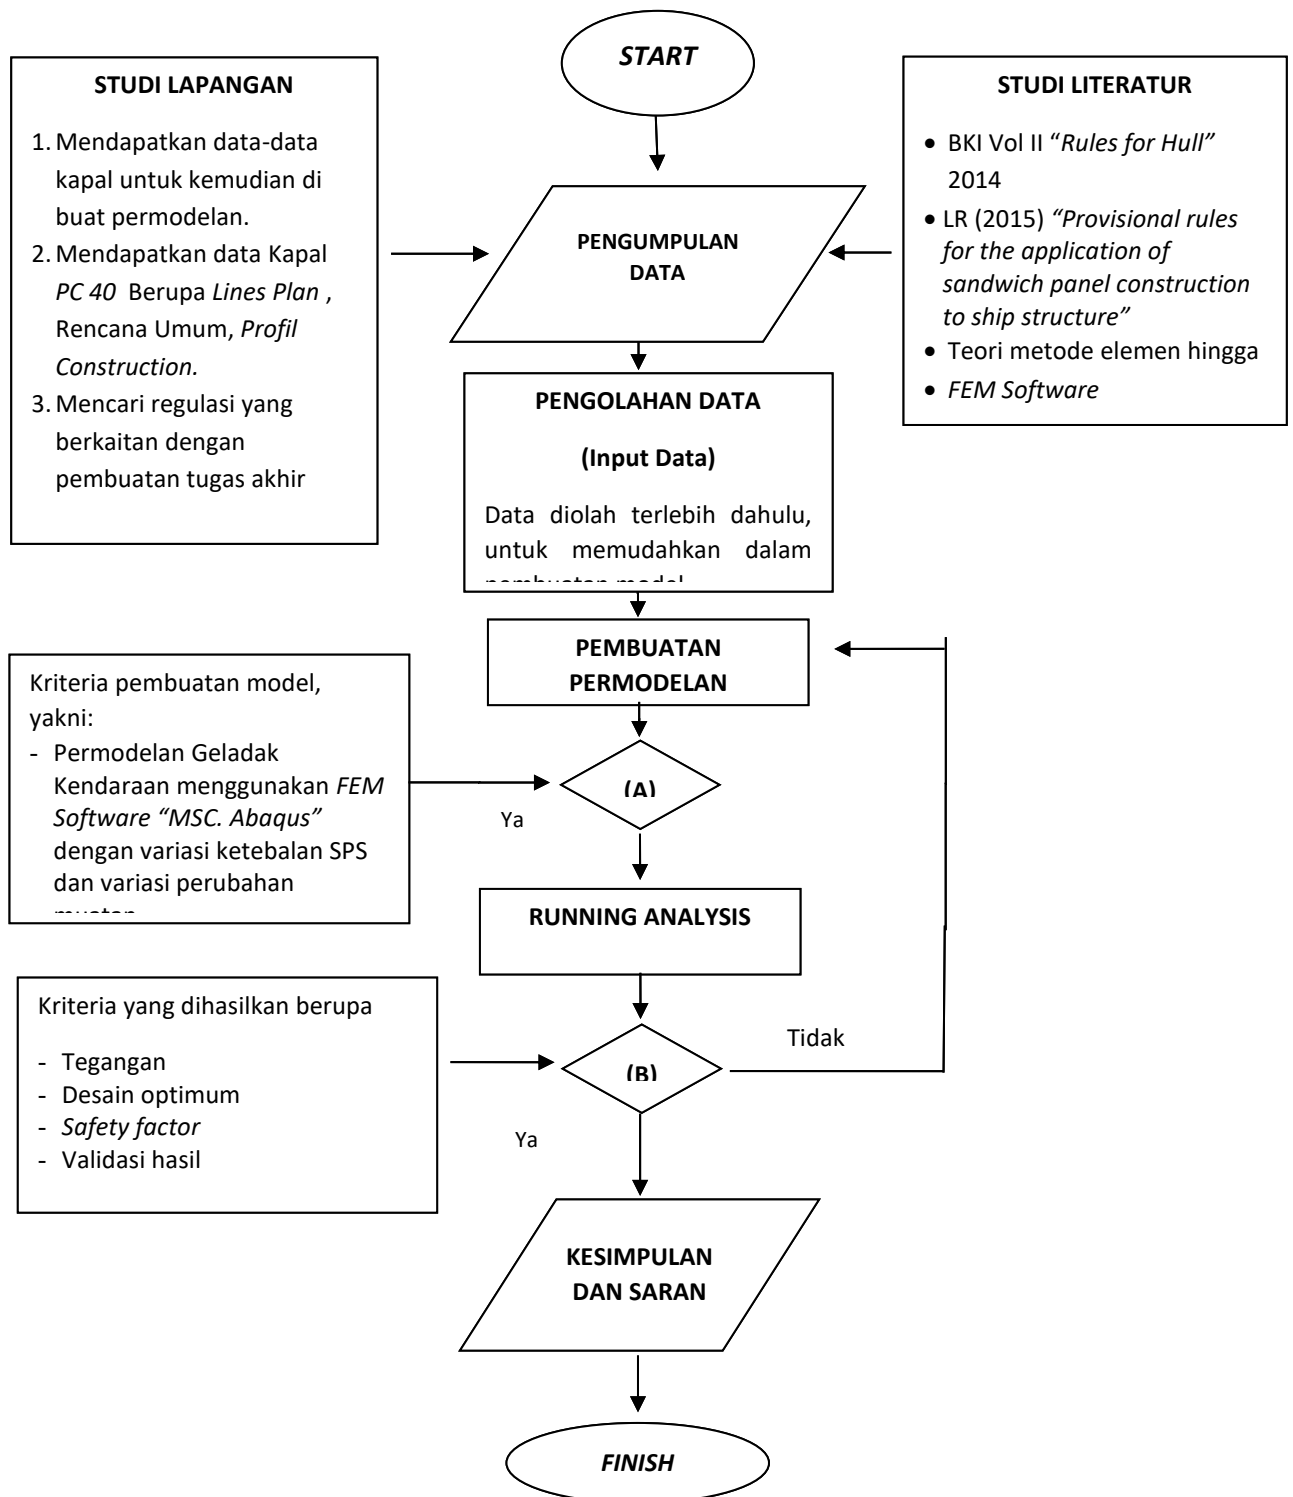 START
STUDI LAPANGAN
1. Mendapatkan data-data
kapal untuk kemudian di
buat permodelan.
2. Mendapatkan data Kapal
PC 40 Berupa Lines Plan ,
Rencana Umum, Profil
Construction.
3. Mencari regulasi yang
berkaitan dengan
pembuatan tugas akhir
STUDI LITERATUR
• BKI Vol II “Rules for Hull”
2014
• LR (2015) “Provisional rules
for the application of
sandwich panel construction
to ship structure”
• Teori metode elemen hingga
• FEM Software
PENGUMPULAN
DATA
PENGOLAHAN DATA
(Input Data)
Data diolah terlebih dahulu,
untuk memudahkan dalam
pembuatan model
PEMBUATAN
PERMODELAN
Kriteria pembuatan model,
yakni:
- Permodelan Geladak
Kendaraan menggunakan FEM
Software “MSC. Abaqus”
dengan variasi ketebalan SPS
dan variasi perubahan
muatan
(A)
Ya
RUNNING ANALYSIS
Kriteria yang dihasilkan berupa
- Tegangan
- Desain optimum
- Safety factor
- Validasi hasil
(B)
Tidak
Ya
KESIMPULAN
DAN SARAN
FINISH